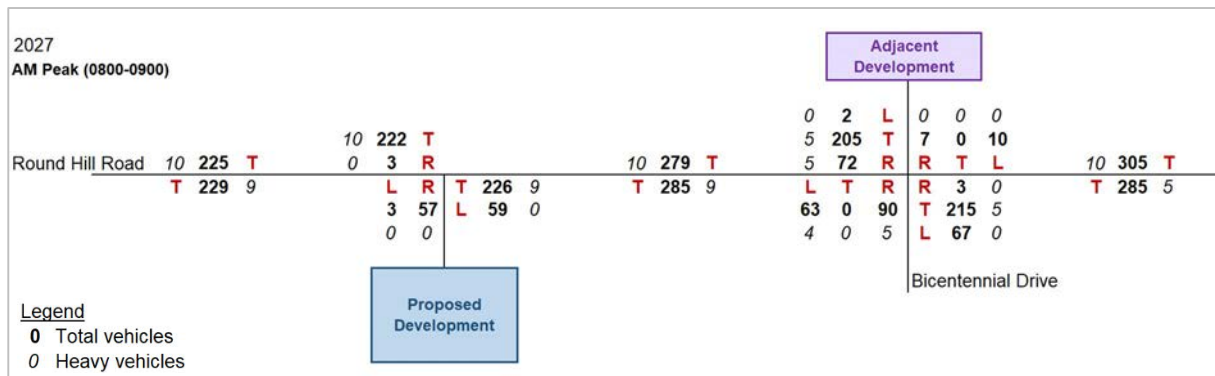 2027
AM Peak (0800-0900)
Adjacent
Development
0 2 L 0 0 0
10 222 T 5 205 T 7 0 10
Round Hill Road 10 225 T 0 3 R 10 279 T 5 72 R R T L 10 305 T
T 229 9 L R T 226 9 T 285 9 L T R R 3 0 T 285 5
3 57 L 59 0 63 0 90 T 215 5
0 0 4 0 5 L 67 0
Bicentennial Drive
Proposed
Development
Legend
0 Total vehicles
0 Heavy vehicles